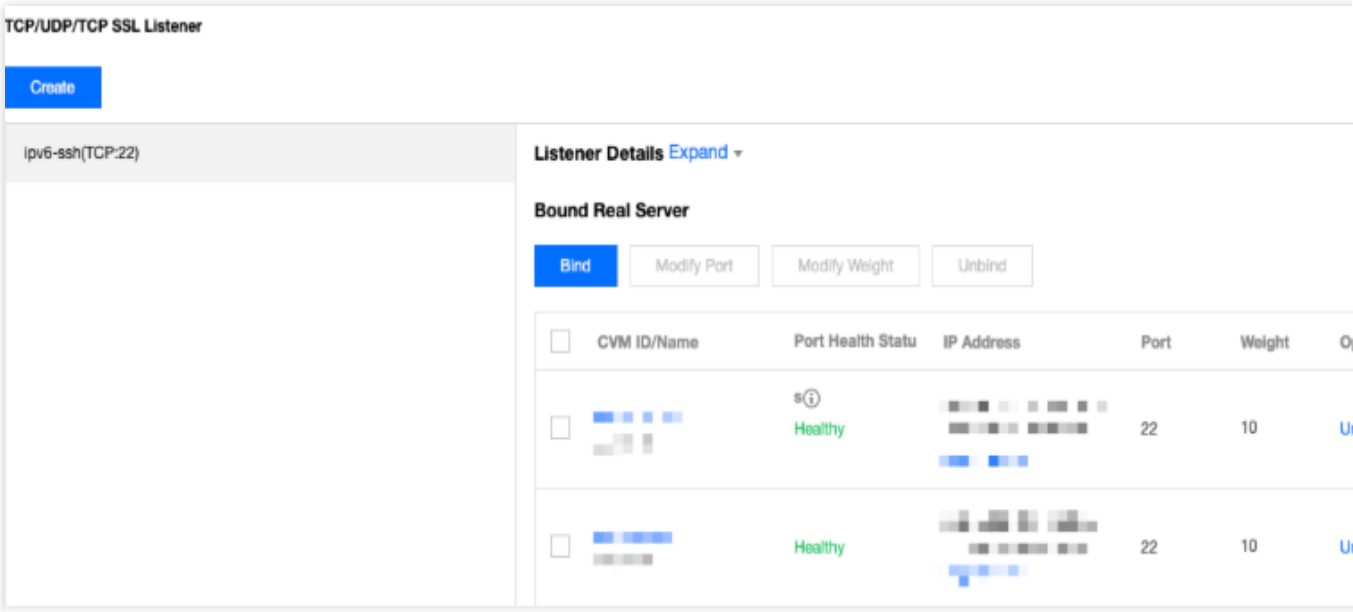 TCP/UDP/TCP SSL Listener
Create
ipv6-ssh(TCP:22)
Listener Details Expand
Bound Real Server
Bind Modify Port Modify Weight Unbind
CVM ID/Name Port Health Statu IP Address Port Weight
s
Healthy 22 10
Healthy 22 10